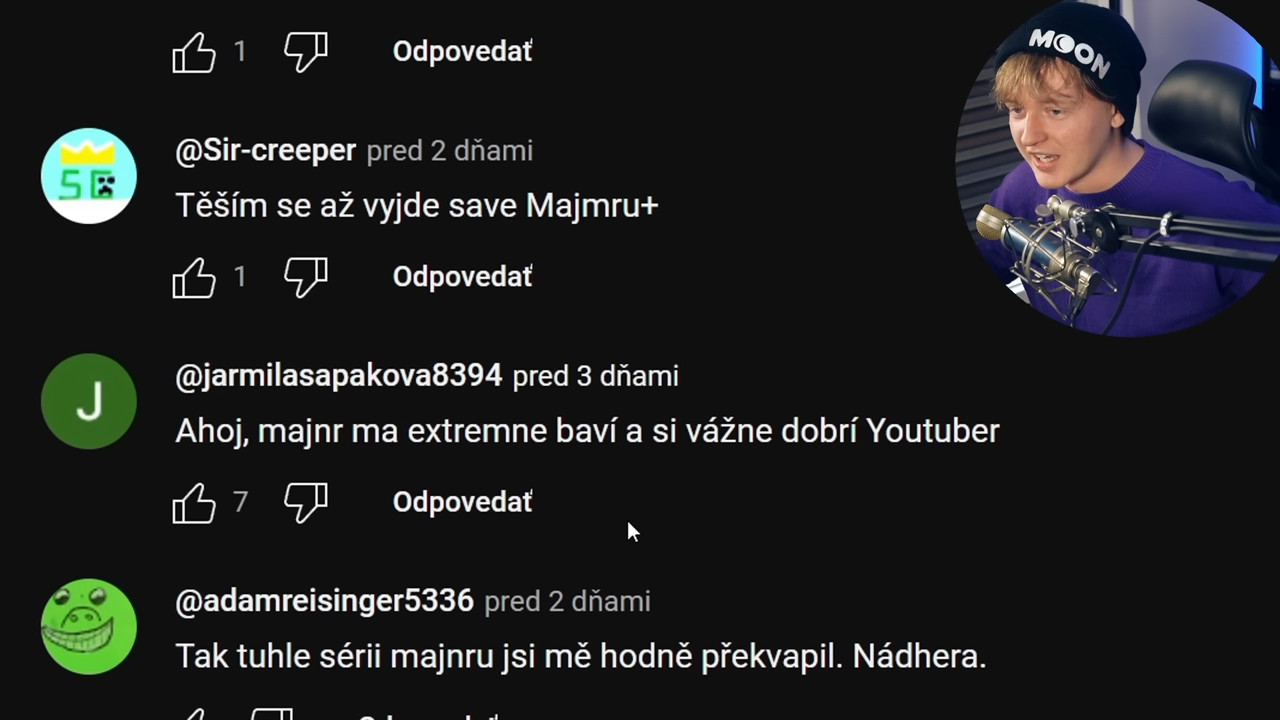 1
Odpovedať
MOON
@Sir-creeper pred 2 dňami
Těším se až vyjde save Majmru+
1
Odpovedať
@jarmilasapakova8394 pred 3 dňami
Ahoj, majnr ma extremne baví a si vážne dobrí Youtuber
7
Odpovedať
@adamreisinger5336 pred 2 dňami
Tak tuhle sérii majnru jsi mě hodně překvapil. Nádhera.